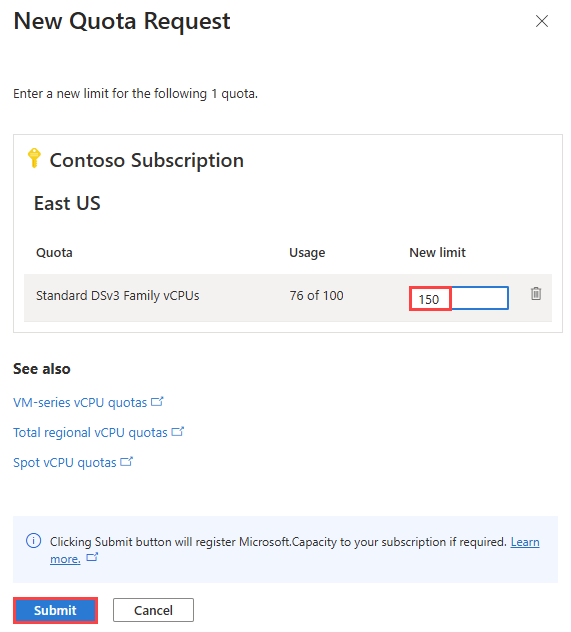 New Quota Request
Enter a new limit for the following 1 quota.
Contoso Subscription
East US
Quota Usage New limit
Standard DSv3 Family vCPUs 76 of 100 150
See also
VM-series vCPU quotas
Total regional vCPU quotas
Spot vCPU quotas
Clicking Submit button will register Microsoft.Capacity to your subscription if required. Learn
more.
Submit Cancel